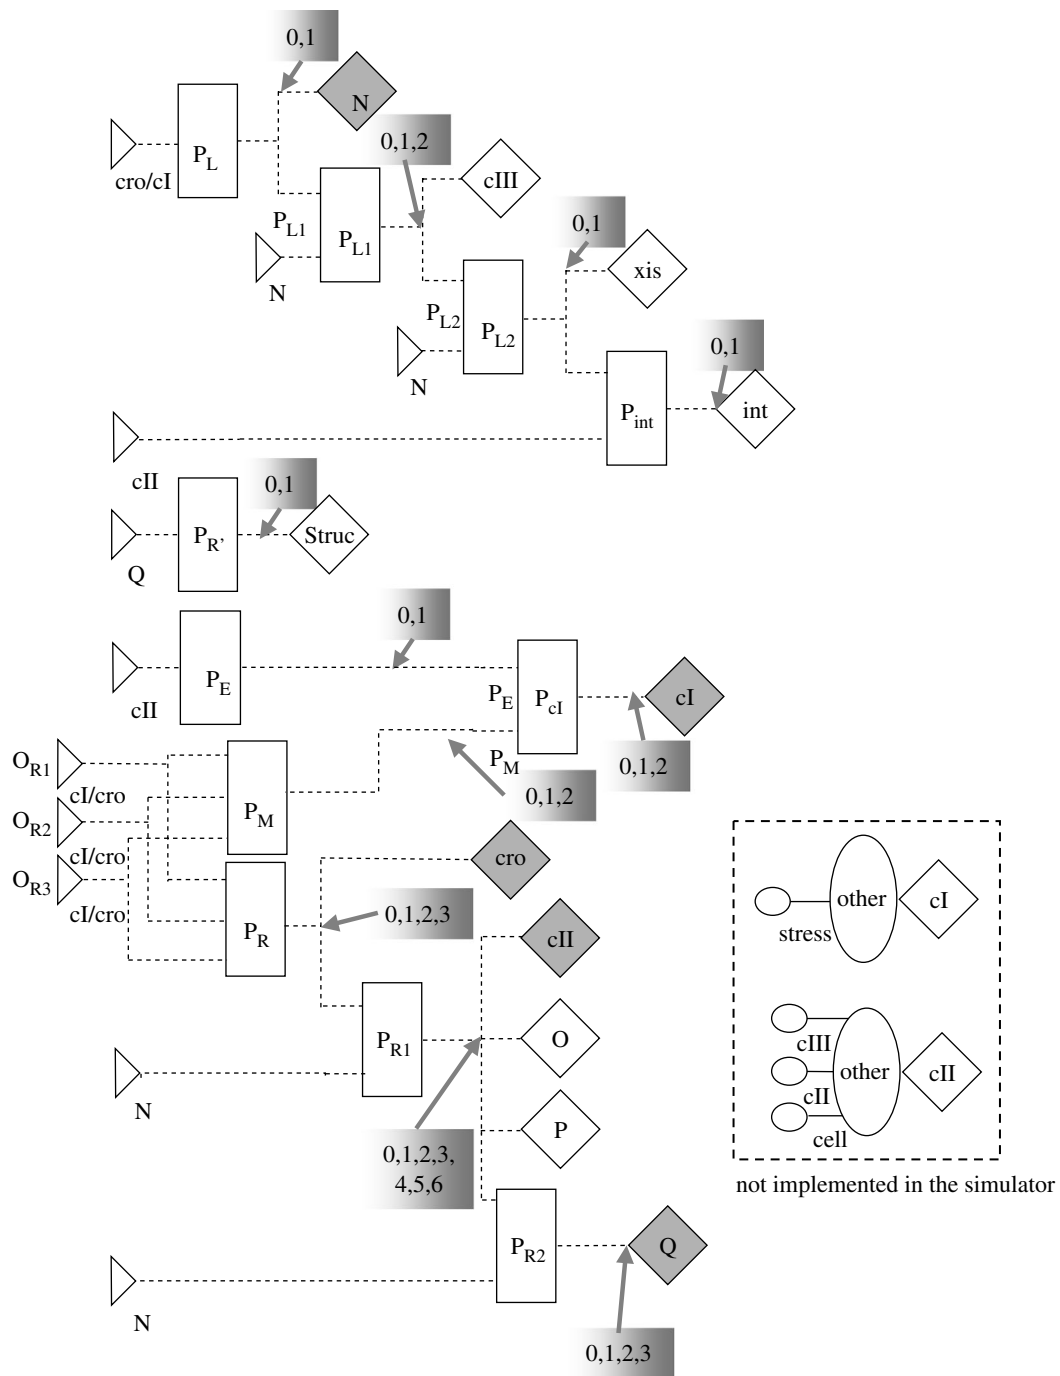 0,1
N
P_L
cro/cI
0,1,2
cIII
P_L1
P_L1
N
0,1
xis
P_L2
P_L2
N
0,1
P_int
int
cII
0,1
P_R'
Struc
Q
0,1
P_E
cII
P_E
P_cI
cI
P_M
0,1,2
0,1,2
O_R1
cI/cro
O_R2
P_M
cI/cro
O_R3
cI/cro
cro
P_R
0,1,2,3
cII
other
cI
stress
P_R1
O
N
cIII
other
cII
cII
cell
P
0,1,2,3,
4,5,6
not implemented in the simulator
P_R2
Q
N
0,1,2,3